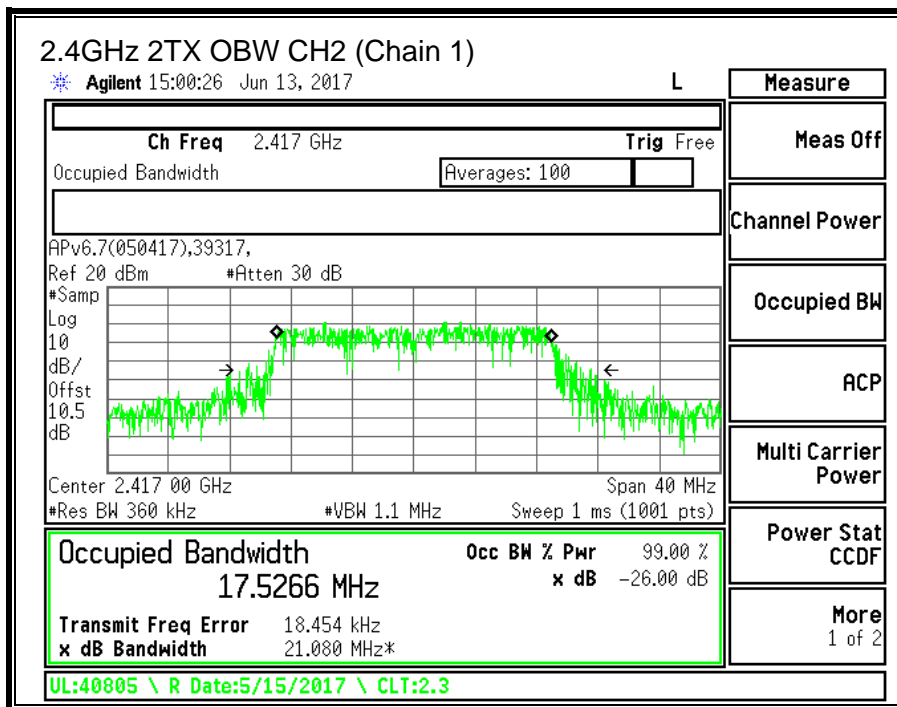 2.4GHz 2TX OBW CH2 (Chain 1)
Agilent 15:00:26 Jun 13, 2017 L
Measure
Ch Freq 2.417 GHz Trig Free
Meas Off
Occupied Bandwidth Averages: 100
Channel Power
APv6.7(050417),39317,
Ref 20 dBm #Atten 30 dB
#Samp
Log
10
dB/
Offst
10.5
dB
Occupied BW
ACP
Multi Carrier
Power
Center 2.417 00 GHz Span 40 MHz
#Res BW 360 kHz #VBW 1.1 MHz Sweep 1 ms (1001 pts)
Power Stat
CCDF
Occupied Bandwidth Occ BW % Pwr 99.00 %
17.5266 MHz x dB -26.00 dB
Transmit Freq Error 18.454 kHz
x dB Bandwidth 21.080 MHz*
More
1 of 2
UL:40805 \ R Date:5/15/2017 \ CLT:2.3